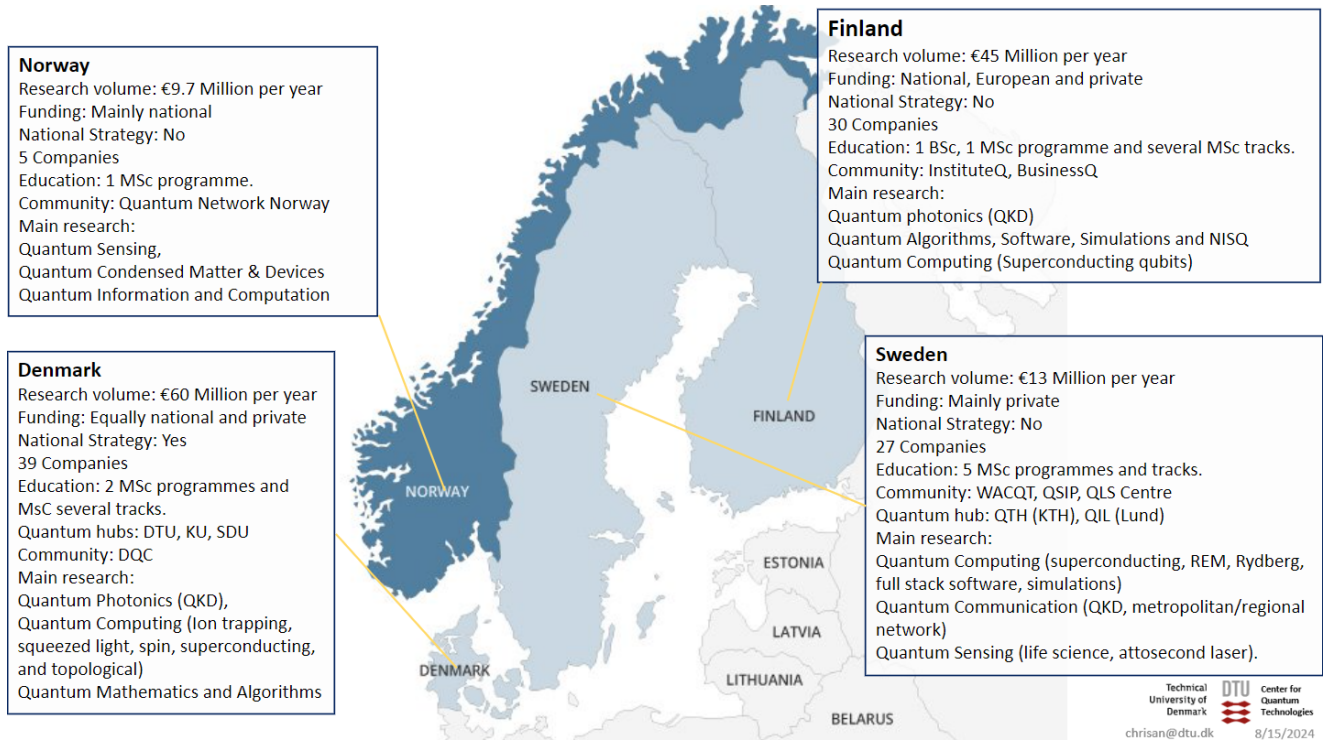 Norway
Research volume: €9.7 Million per year
Funding: Mainly national
National Strategy: No
5 Companies
Education: 1 MSc programme.
Community: Quantum Network Norway
Main research:
Quantum Sensing,
Quantum Condensed Matter & Devices
Quantum Information and Computation
Finland
Research volume: €45 Million per year
Funding: National, European and private
National Strategy: No
30 Companies
Education: 1 BSc, 1 MSc programme and several MSc tracks.
Community: InstituteQ, BusinessQ
Main research:
Quantum photonics (QKD)
Quantum Algorithms, Software, Simulations and NISQ
Quantum Computing (Superconducting qubits)
Denmark
Research volume: €60 Million per year
Funding: Equally national and private
National Strategy: Yes
39 Companies
Education: 2 MSc programmes and
MsC several tracks.
Quantum hubs: DTU, KU, SDU
Community: DQC
Main research:
Quantum Photonics (QKD),
Quantum Computing (Ion trapping,
squeezed light, spin, superconducting,
and topological)
Quantum Mathematics and Algorithms
Sweden
Research volume: €13 Million per year
Funding: Mainly private
National Strategy: No
27 Companies
Education: 5 MSc programmes and tracks.
Community: WACQT, QSIP, QLS Centre
Quantum hub: QTH (KTH), QIL (Lund)
Main research:
Quantum Computing (superconducting, REM, Rydberg,
full stack software, simulations)
Quantum Communication (QKD, metropolitan/regional
network)
Quantum Sensing (life science, attosecond laser).
SWEDEN
FINLAND
NORWAY
ESTONIA
LATVIA
DENMARK
LITHUANIA
BELARUS
Technical
University of
Denmark
DTU
Center for
Quantum
Technologies
chrisan@dtu.dk
8/15/2024